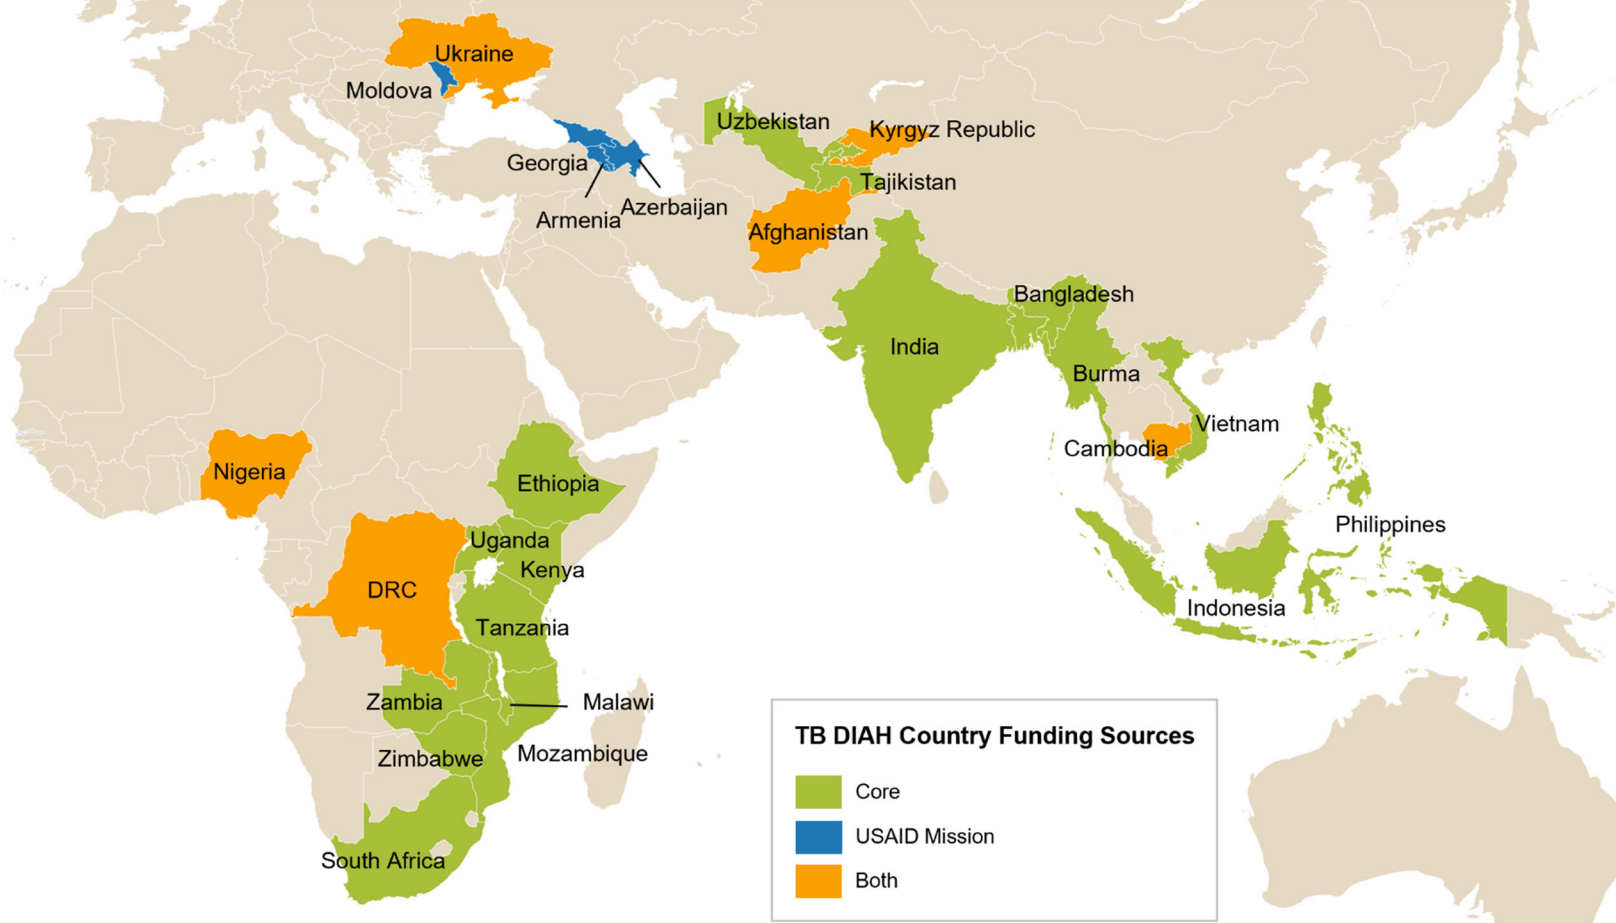 Ukraine
Moldova
Uzbekistan
Kyrgyz Republic
Georgia
Tajikistan
Armenia
Azerbaijan
Afghanistan
Bangladesh
India
Burma
Vietnam
Cambodia
Nigeria
Ethiopia
Philippines
Uganda
Kenya
DRC
Indonesia
Tanzania
Zambia
Malawi
Zimbabwe
Mozambique
South Africa
TB DIAH Country Funding Sources
Core
USAID Mission
Both